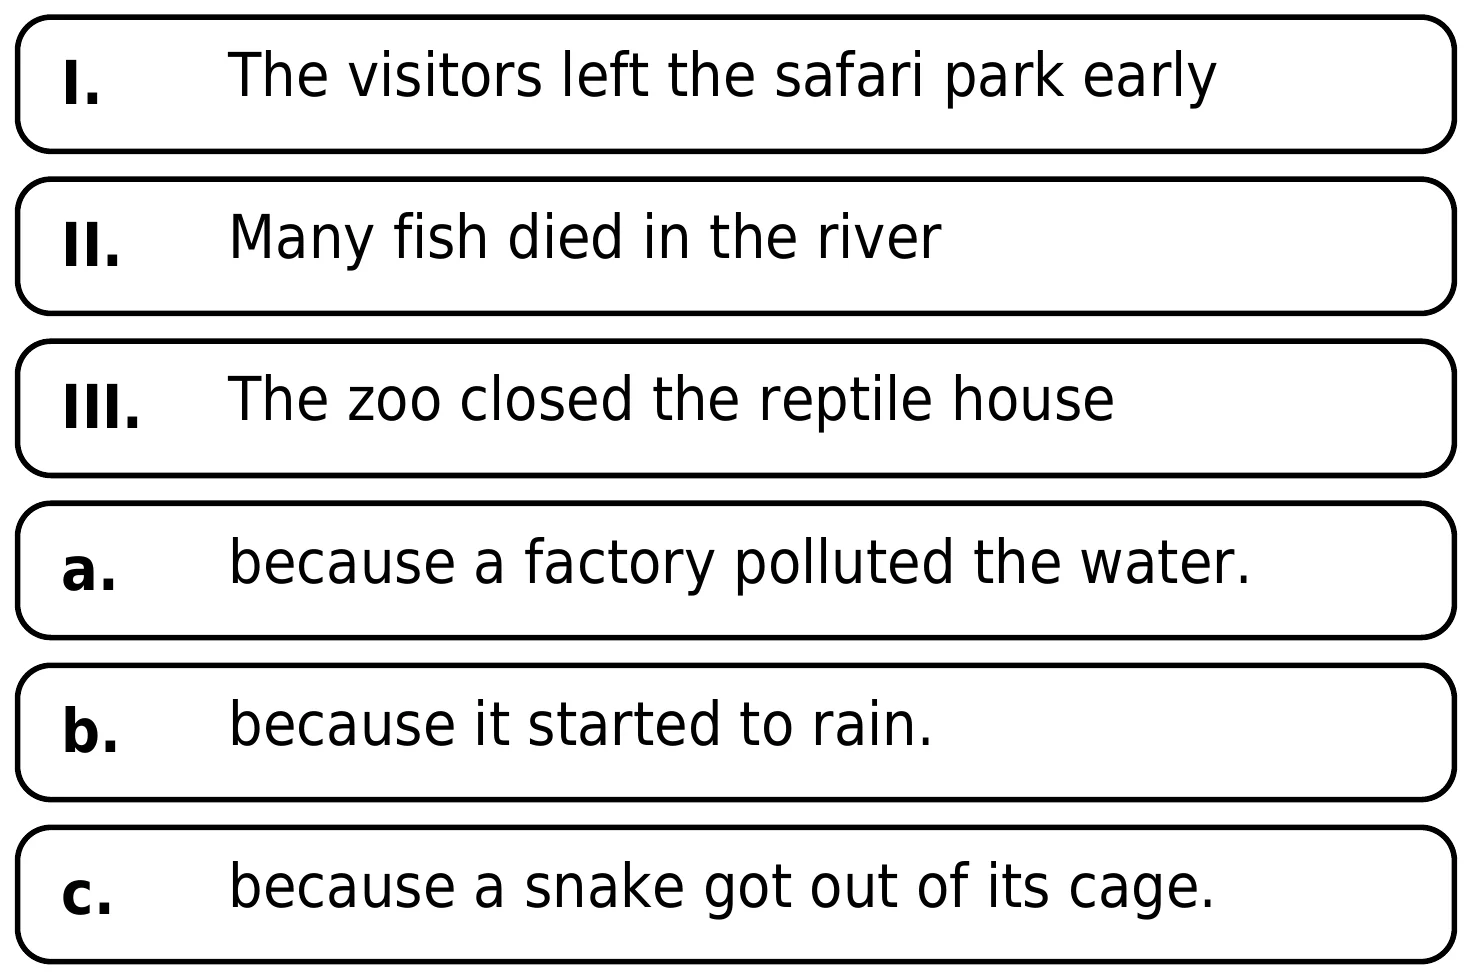 I. The visitors left the safari park early
II. Many fish died in the river
III. The zoo closed the reptile house
a. because a factory polluted the water.
b. because it started to rain.
c. because a snake got out of its cage.